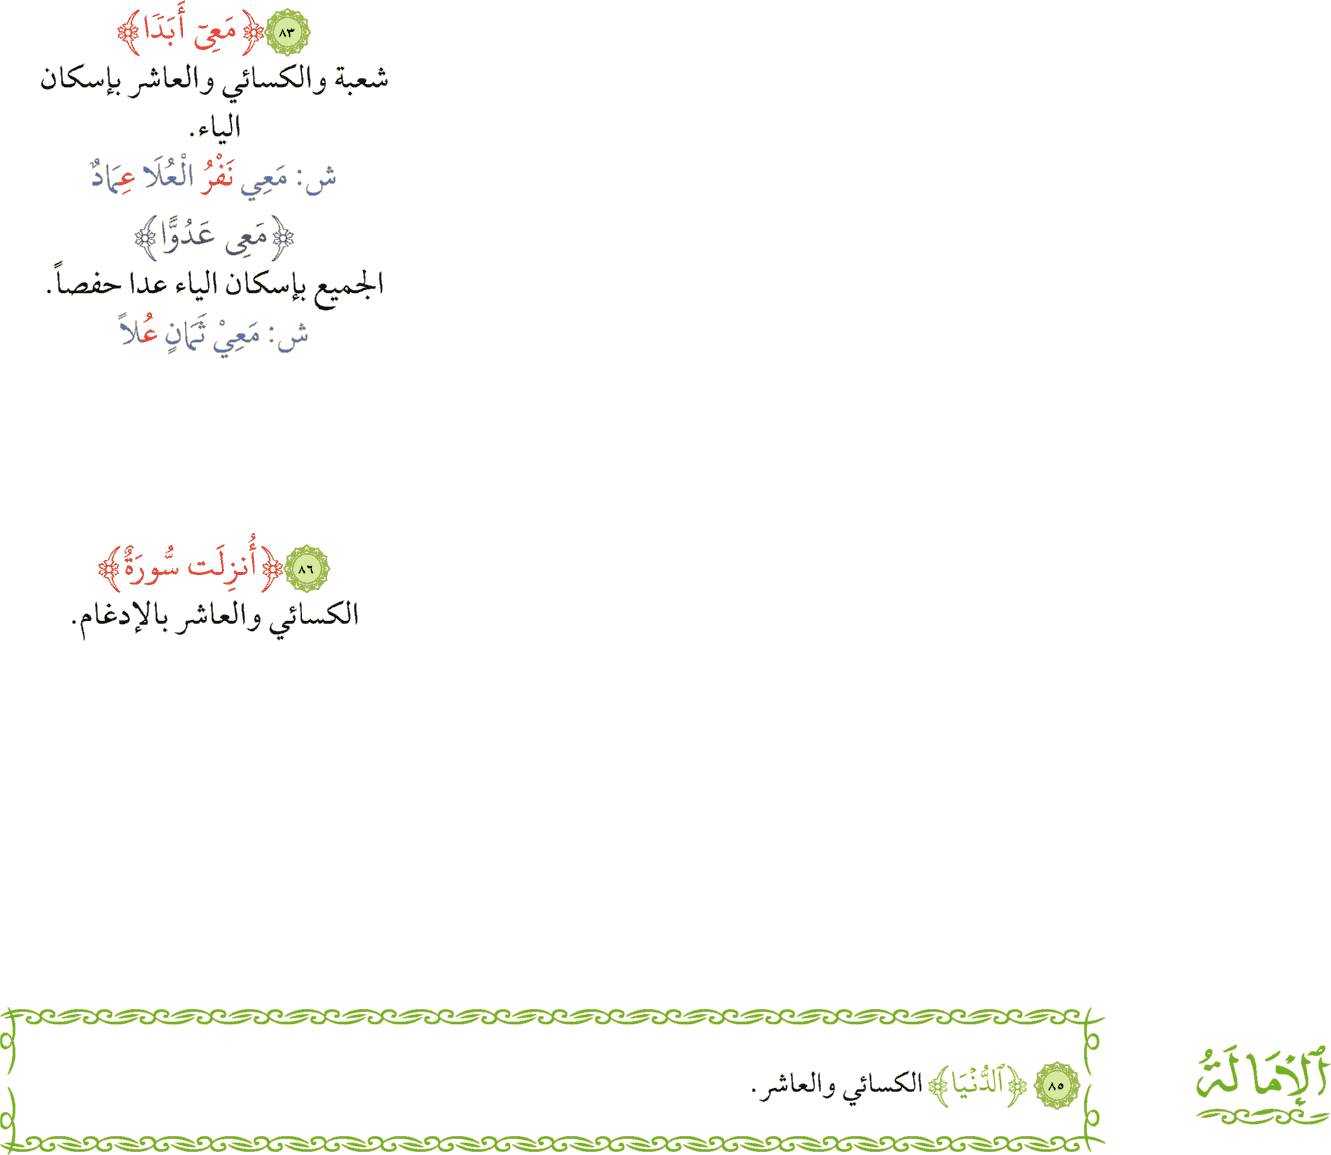 ٨٣ ﴿مَعِىٓ أَبَدًا﴾
شعبة والكسائي والعاشر بإسكان
الياء.
ش: مَعِي نَفْرُ الْعُلَا عِمَادٌ
﴿مَعِى عَدُوًّا﴾
الجميع بإسكان الياء عدا حفصاً.
ش: مَعِيْ ثَمَانٍ عُلاً
٨٦ ﴿أُنزِلَت سُّورَةٌ﴾
الكسائي والعاشر بالإدغام.
ٱلْإِمَالَةُ
٨٥ ﴿ٱلدُّنْيَا﴾ الكسائي والعاشر.